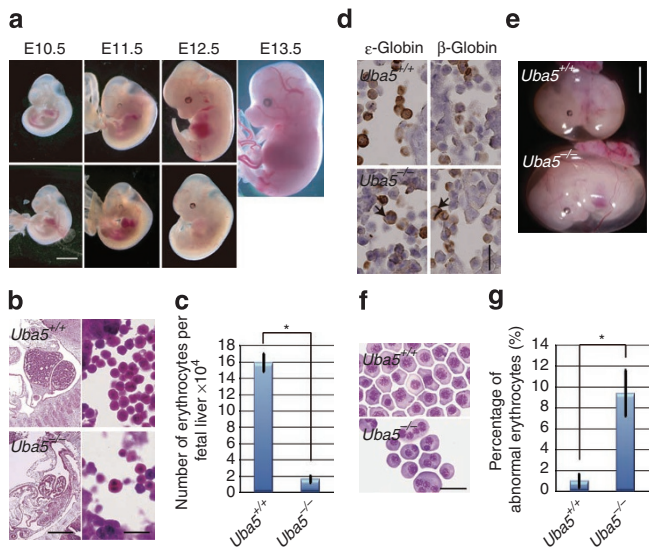 a
E10.5 E11.5 E12.5 E13.5
b
Uba5+/+
Uba5−/−
c
Number of erythrocytes per
fetal liver ×10⁴
18
16
14
12
10
8
6
4
2
0
*
Uba5+/+ Uba5−/−
d
ε-Globin β-Globin
Uba5+/+
Uba5−/−
e
Uba5+/+
Uba5−/−
f
Uba5+/+
Uba5−/−
g
Percentage of
abnormal erythrocytes (%)
14
12
10
8
6
4
2
0
*
Uba5+/+ Uba5−/−